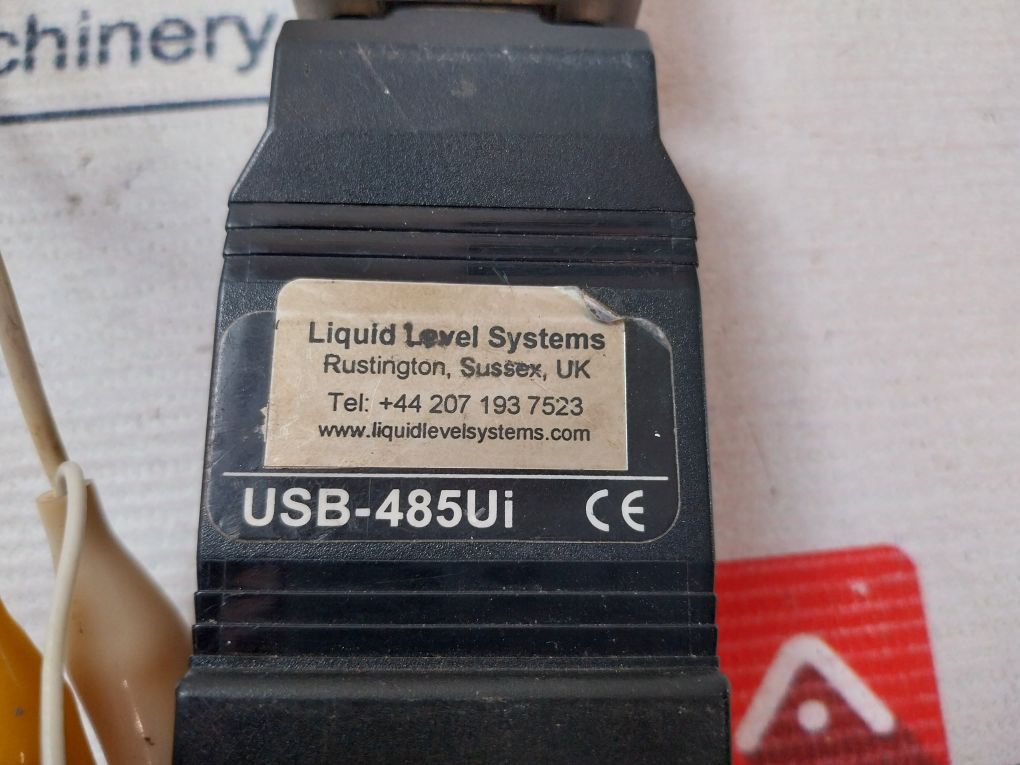 chinery
Liquid Level Systems
Rustington, Sussex, UK
Tel: +44 207 193 7523
www.liquidlevelsystems.com
USB-485Ui CE